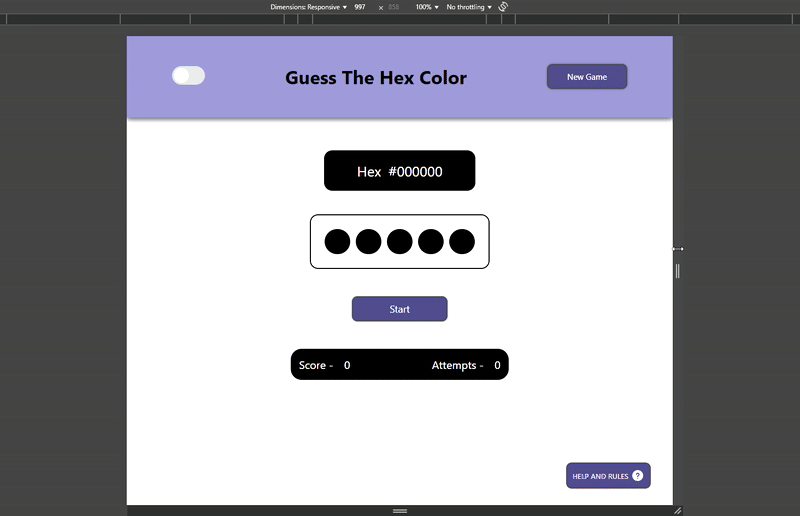 Dimensions: Responsive 997 × 858 100% No throttling
Guess The Hex Color
New Game
Hex #000000
Start
Score - 0 Attempts - 0
HELP AND RULES ?